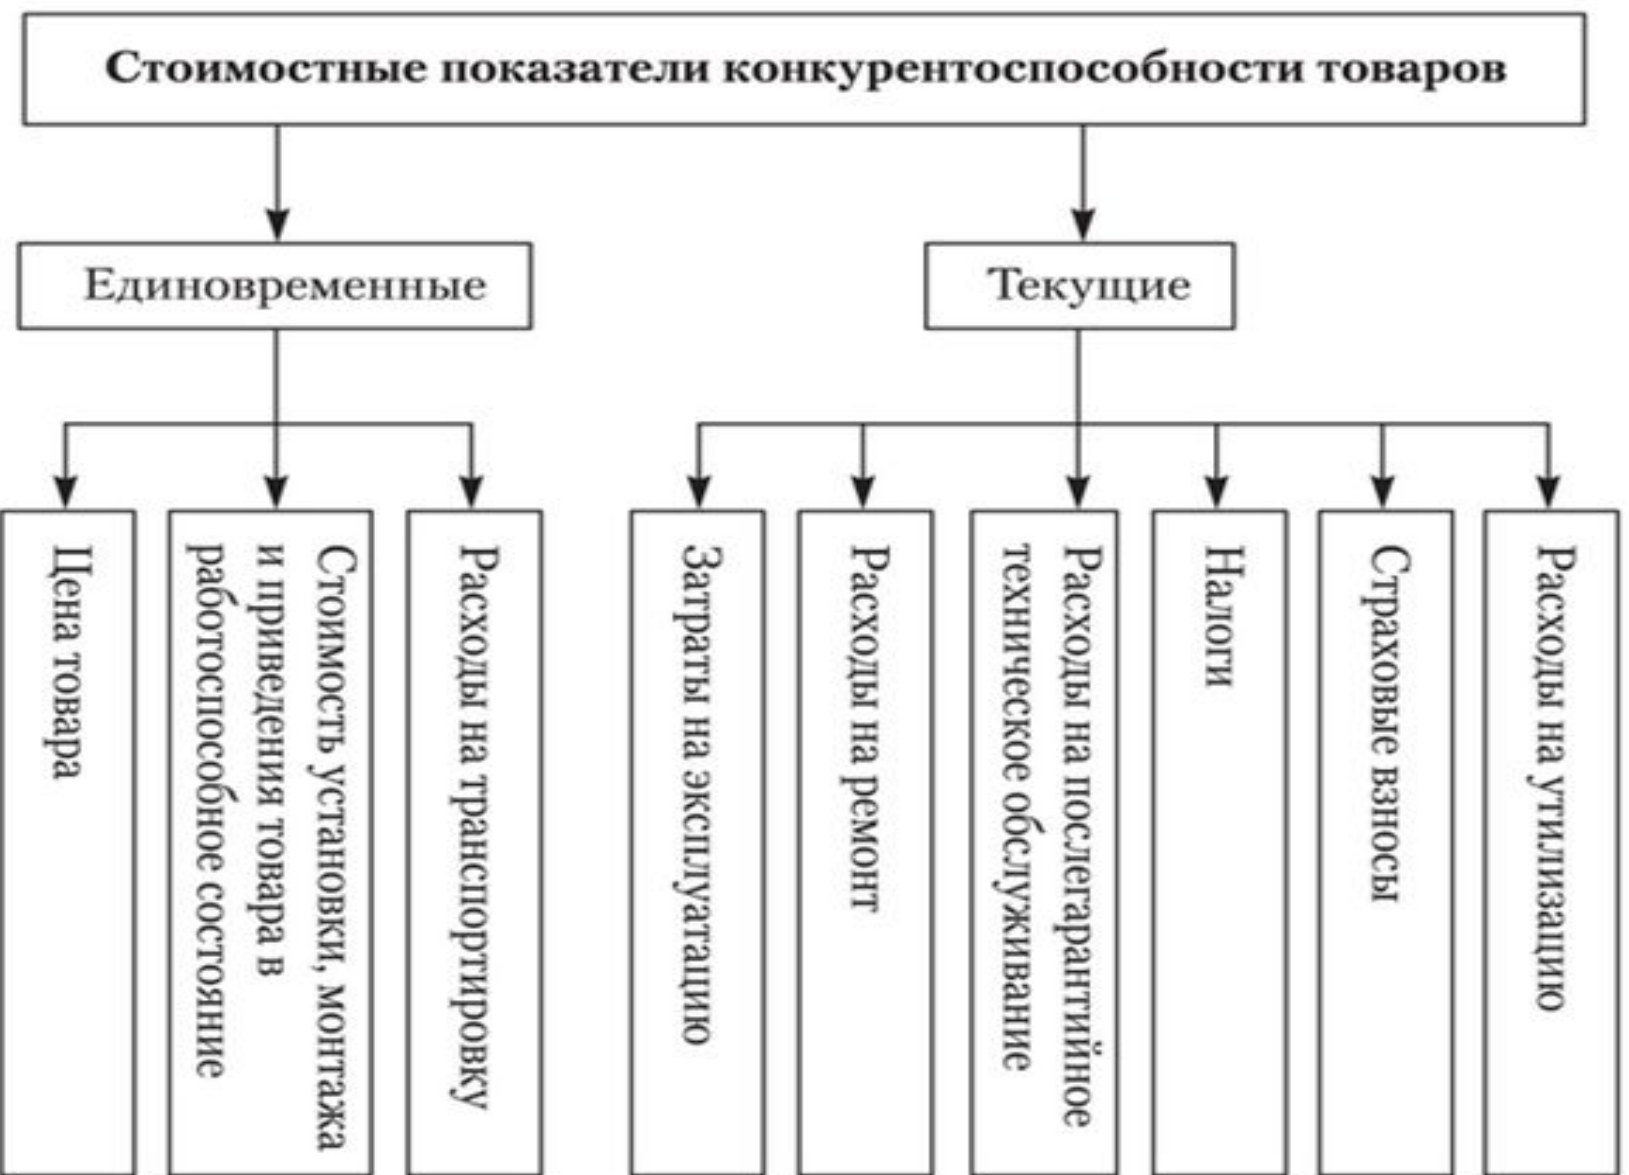 Стоимостные показатели конкурентоспособности товаров
Единовременные
Текущие
Цена товара
Стоимость установки, монтажа
и приведения товара в
работоспособное состояние
Расходы на транспортировку
Затраты на эксплуатацию
Расходы на ремонт
Расходы на послегарантийное
техническое обслуживание
Налоги
Страховые взносы
Расходы на утилизацию